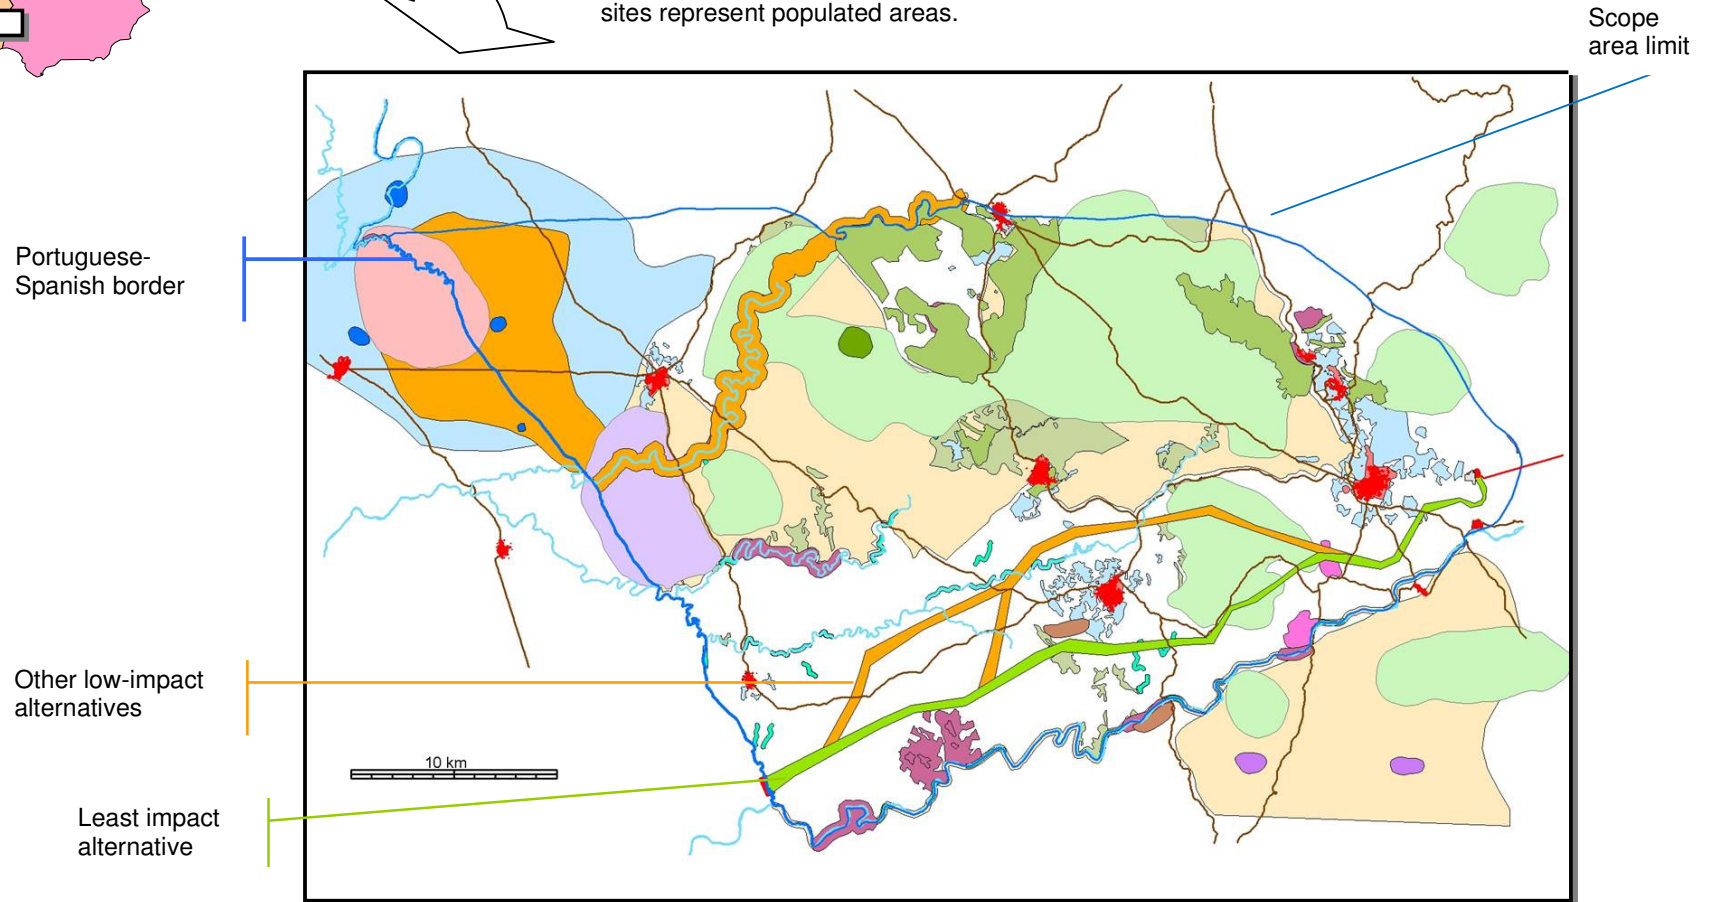 sites represent populated areas.
Scope
area limit
Portuguese-
Spanish border
Other low-impact
alternatives
10 km
Least impact
alternative